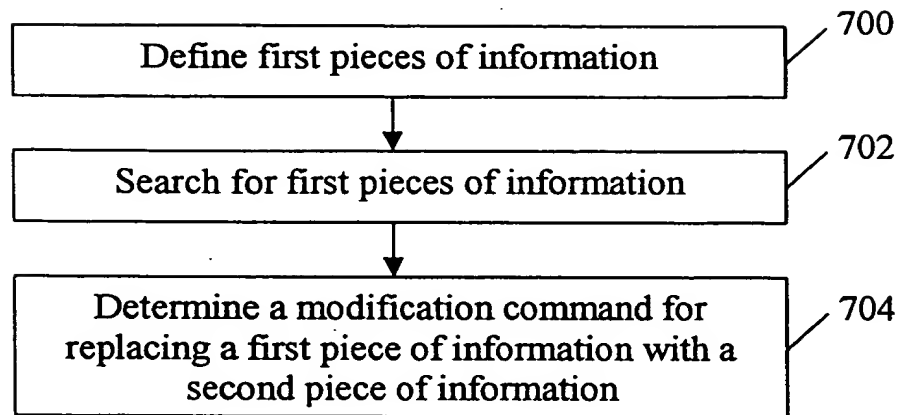 700
Define first pieces of information
702
Search for first pieces of information
704
Determine a modification command for
replacing a first piece of information with a
second piece of information